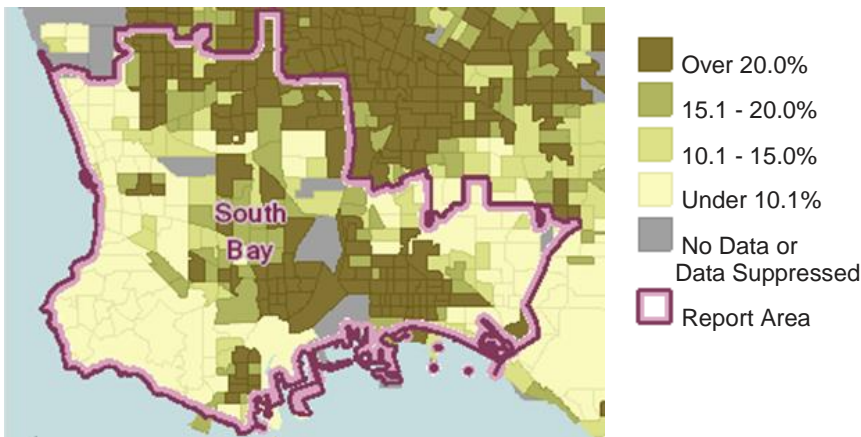 South
Bay
Over 20.0%
15.1 - 20.0%
10.1 - 15.0%
Under 10.1%
No Data or
Data Suppressed
Report Area